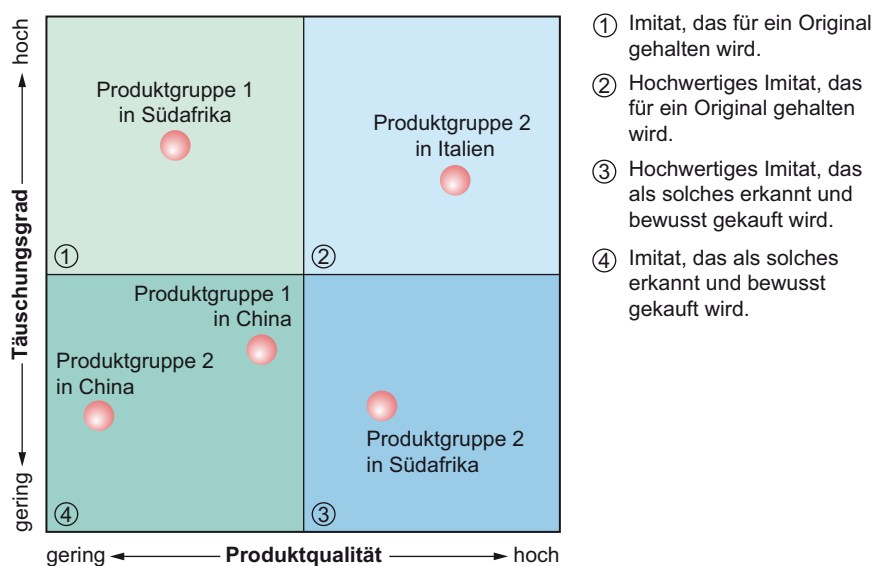 hoch
Täuschungsgrad
gering
Produktgruppe 1
in Südafrika
Produktgruppe 2
in Italien
①
②
Produktgruppe 1
in China
Produktgruppe 2
in China
Produktgruppe 2
in Südafrika
④
③
gering Produktqualität hoch
① Imitat, das für ein Original
gehalten wird.
② Hochwertiges Imitat, das
für ein Original gehalten
wird.
③ Hochwertiges Imitat, das
als solches erkannt und
bewusst gekauft wird.
④ Imitat, das als solches
erkannt und bewusst
gekauft wird.